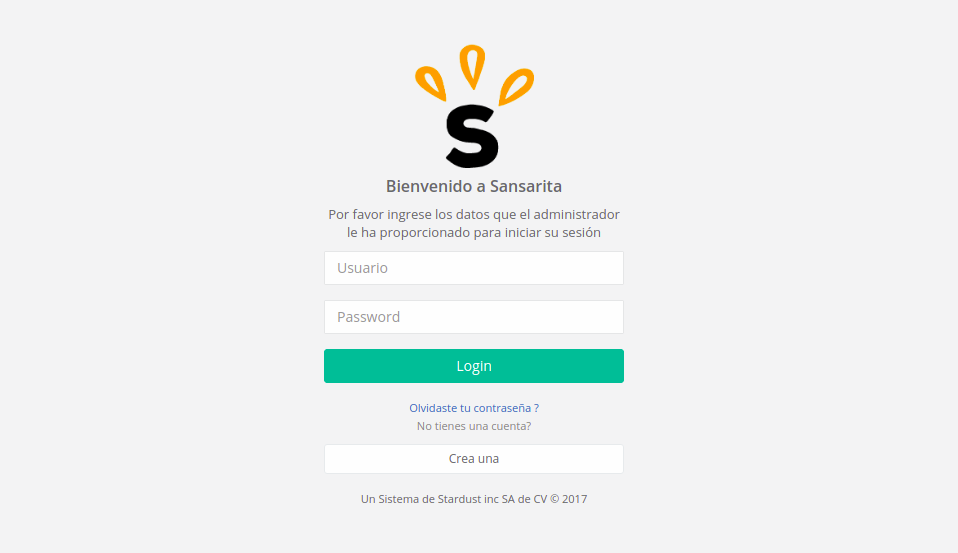 S
Bienvenido a Sansarita
Por favor ingrese los datos que el administrador
le ha proporcionado para iniciar su sesión
Usuario
Password
Login
Olvidaste tu contraseña ?
No tienes una cuenta?
Crea una
Un Sistema de Stardust inc SA de CV © 2017